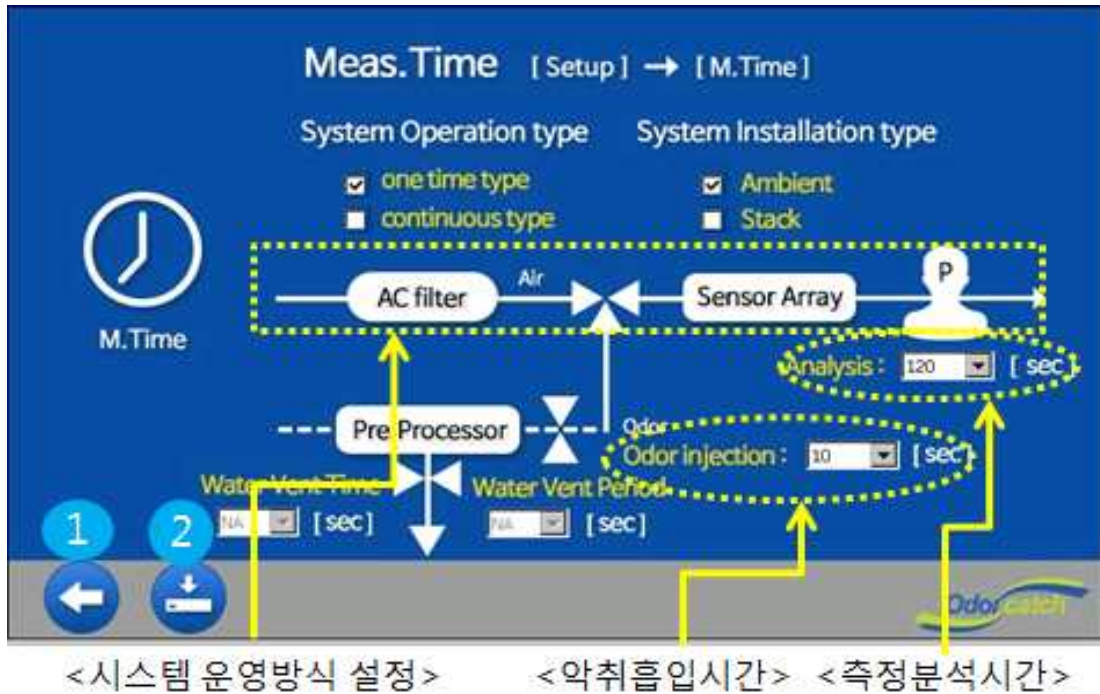 Meas.Time [ Setup ] → [ M.Time ]
System Operation type System Installation type
one time type Ambient
continuous type Stack
Air P
AC filter Sensor Array
M.Time
Analysis : 120 [ sec ]
Pre Processor Odor
Odor injection : 10 [ sec ]
Water Vent Time Water Vent Period
NA [ sec ] NA [ sec ]
1 2
Odorcatch
<시스템 운영방식 설정> <악취흡입시간> <측정분석시간>